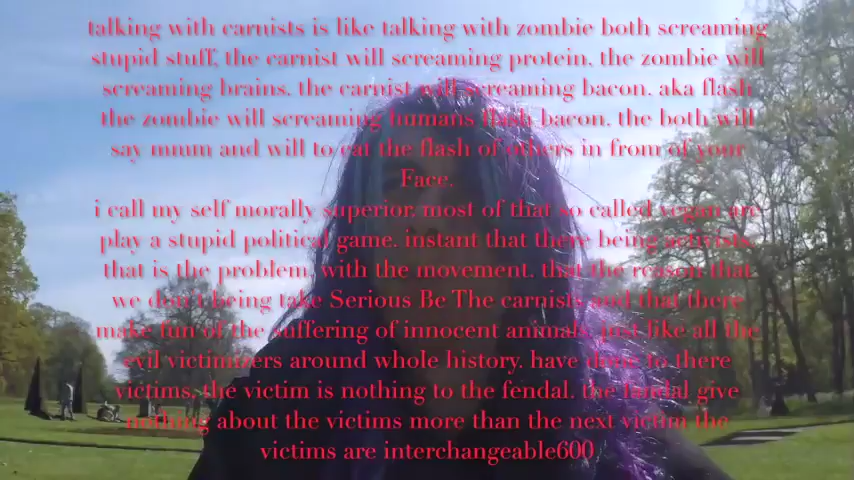 talking with carnists is like talking with zombie both screaming
stupid stuff, the carnist will screaming protein. the zombie will
screaming brains. the carnist will screaming bacon. aka flash
the zombie will screaming humans flash bacon. the both will
say mum and will to eat the flash of others in from of your
Face.
i call my self morally superior. most of that so called vegan are
play a stupid political game. instant that there being activists.
that is the problem. with the movement. that the reason that
we don't being take Serious Be The carnists and that there
make fun of the suffering of innocent animals. just like all the
evil victimizers around whole history. have done to there
victims. the victim is nothing to the fendal. the fandal give
nothing about the victims more than the next victim the
victims are interchangeable600